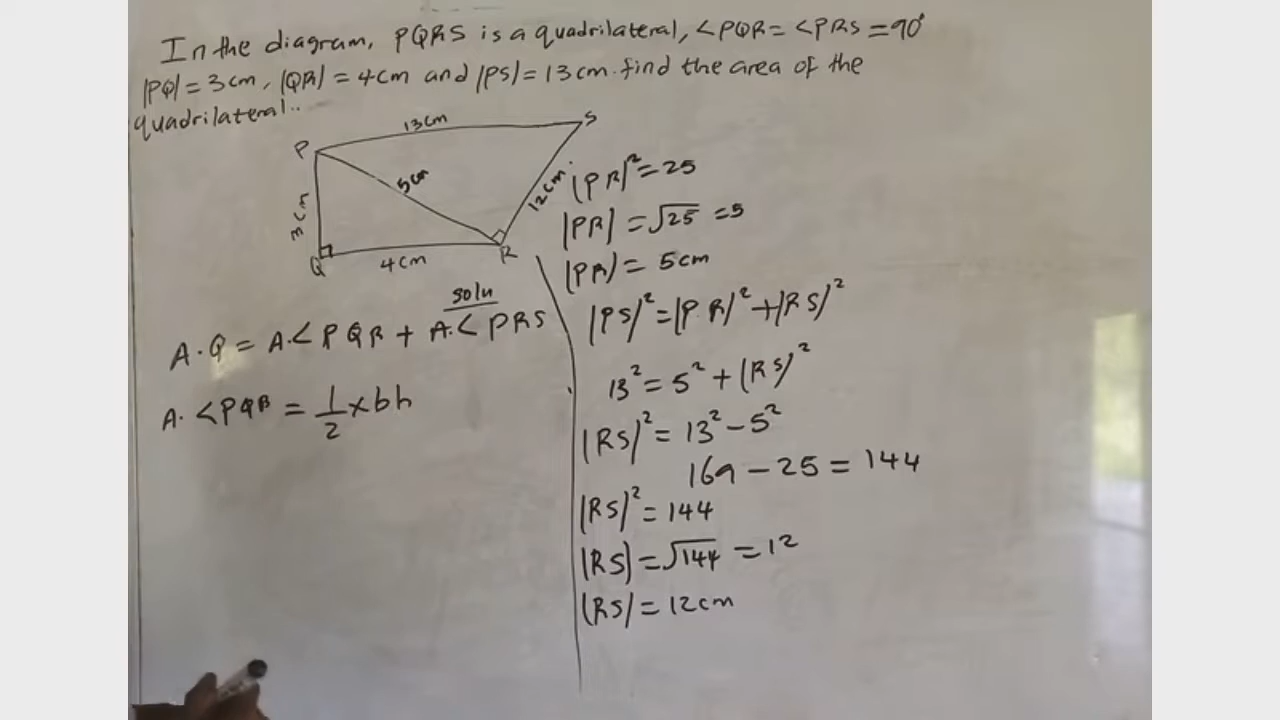 In the diagram, PQRS is a quadrilateral, <PQR = <PRS = 90°
|PQ| = 3cm, |QR| = 4cm and |PS| = 13cm. find the area of the
quadrilateral..
13cm
S
P
5cm
12cm
3cm
Q
4cm
R
soln
A.Q = A.< PQR + A.< PRS
A. <PQR = 1/2 x bh
|PR|² = 25
|PR| = √25 = 5
|PR| = 5cm
|PS|² = |PR|² + |RS|²
13² = 5² + |RS|²
|RS|² = 13² - 5²
169 - 25 = 144
|RS|² = 144
|RS| = √144 = 12
|RS| = 12cm